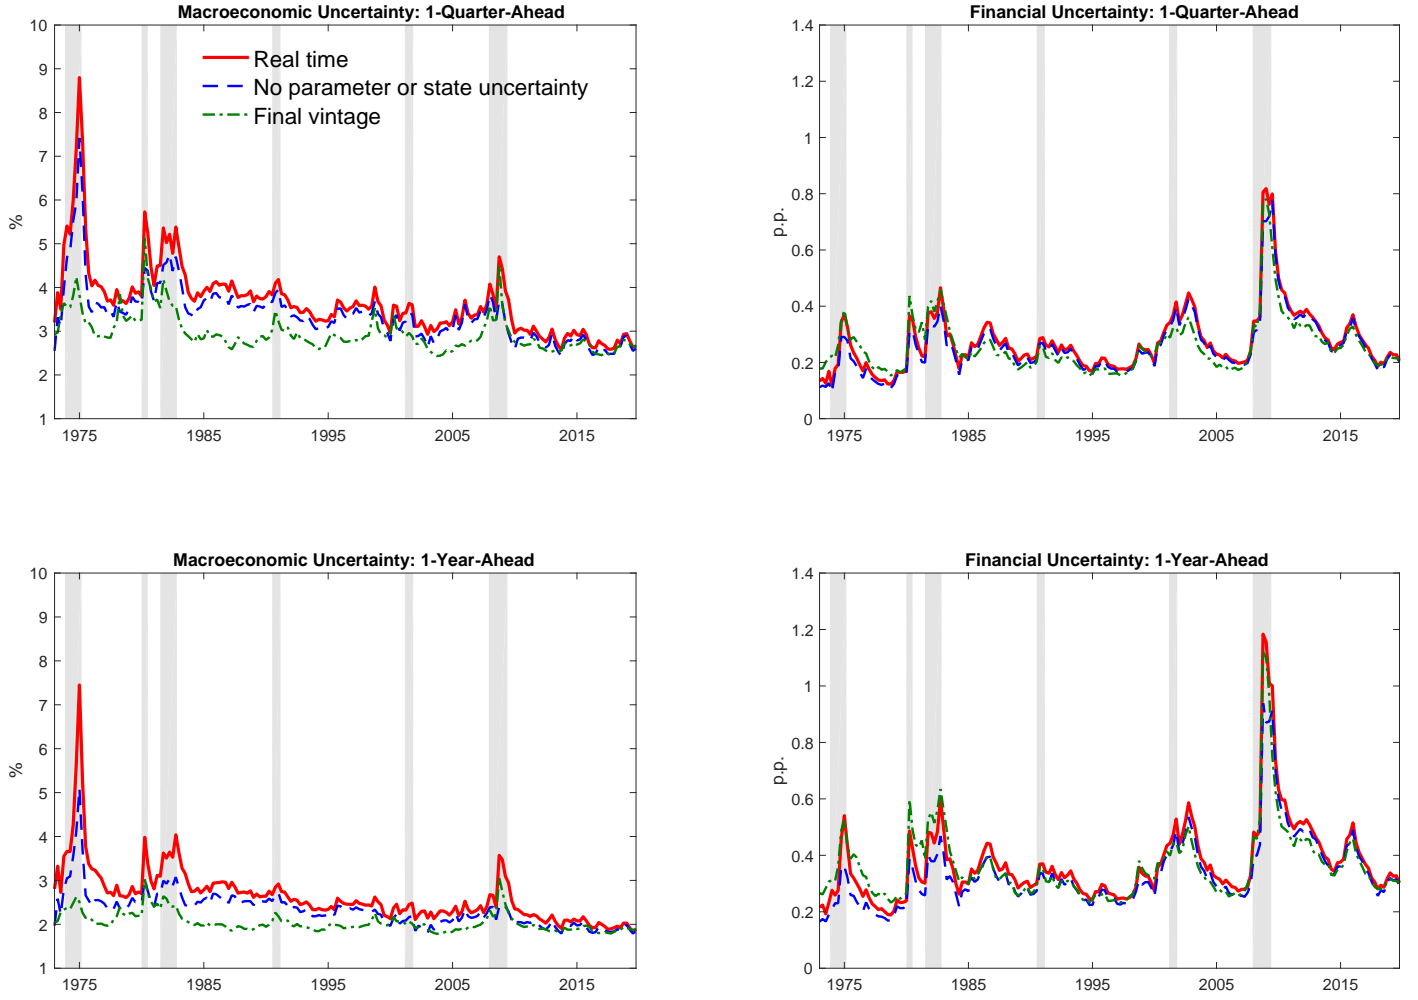 Macroeconomic Uncertainty: 1-Quarter-Ahead
10
9
8
7
6
5
4
3
2
1
%
1975 1985 1995 2005 2015
Real time
No parameter or state uncertainty
Final vintage
Financial Uncertainty: 1-Quarter-Ahead
1.4
1.2
1
0.8
0.6
0.4
0.2
0
p.p.
1975 1985 1995 2005 2015
Macroeconomic Uncertainty: 1-Year-Ahead
10
9
8
7
6
5
4
3
2
1
%
1975 1985 1995 2005 2015
Financial Uncertainty: 1-Year-Ahead
1.4
1.2
1
0.8
0.6
0.4
0.2
0
p.p.
1975 1985 1995 2005 2015